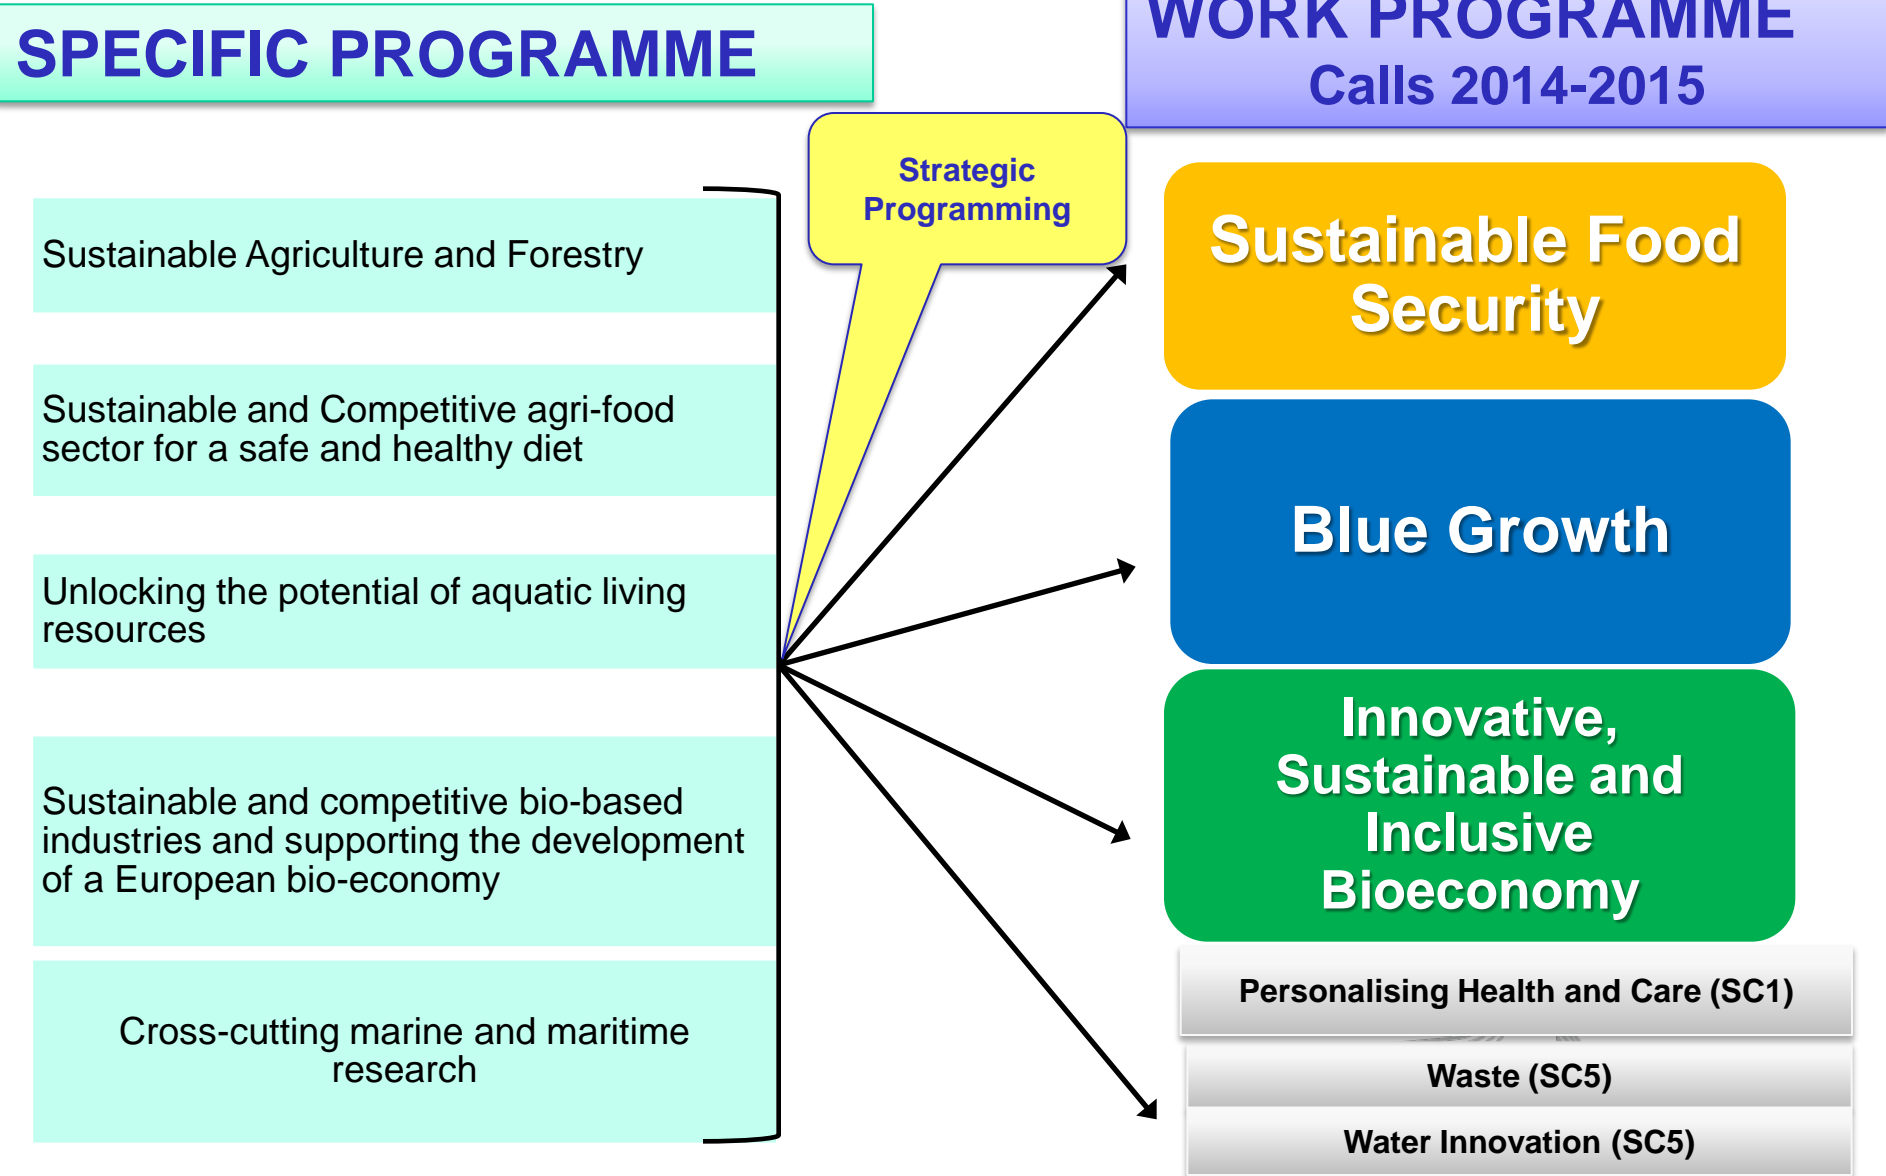 SPECIFIC PROGRAMME
WORK PROGRAMME
Calls 2014-2015
Strategic
Programming
Sustainable Agriculture and Forestry
Sustainable and Competitive agri-food
sector for a safe and healthy diet
Unlocking the potential of aquatic living
resources
Sustainable and competitive bio-based
industries and supporting the development
of a European bio-economy
Cross-cutting marine and maritime
research
Sustainable Food
Security
Blue Growth
Innovative,
Sustainable and
Inclusive
Bioeconomy
Personalising Health and Care (SC1)
Waste (SC5)
Water Innovation (SC5)